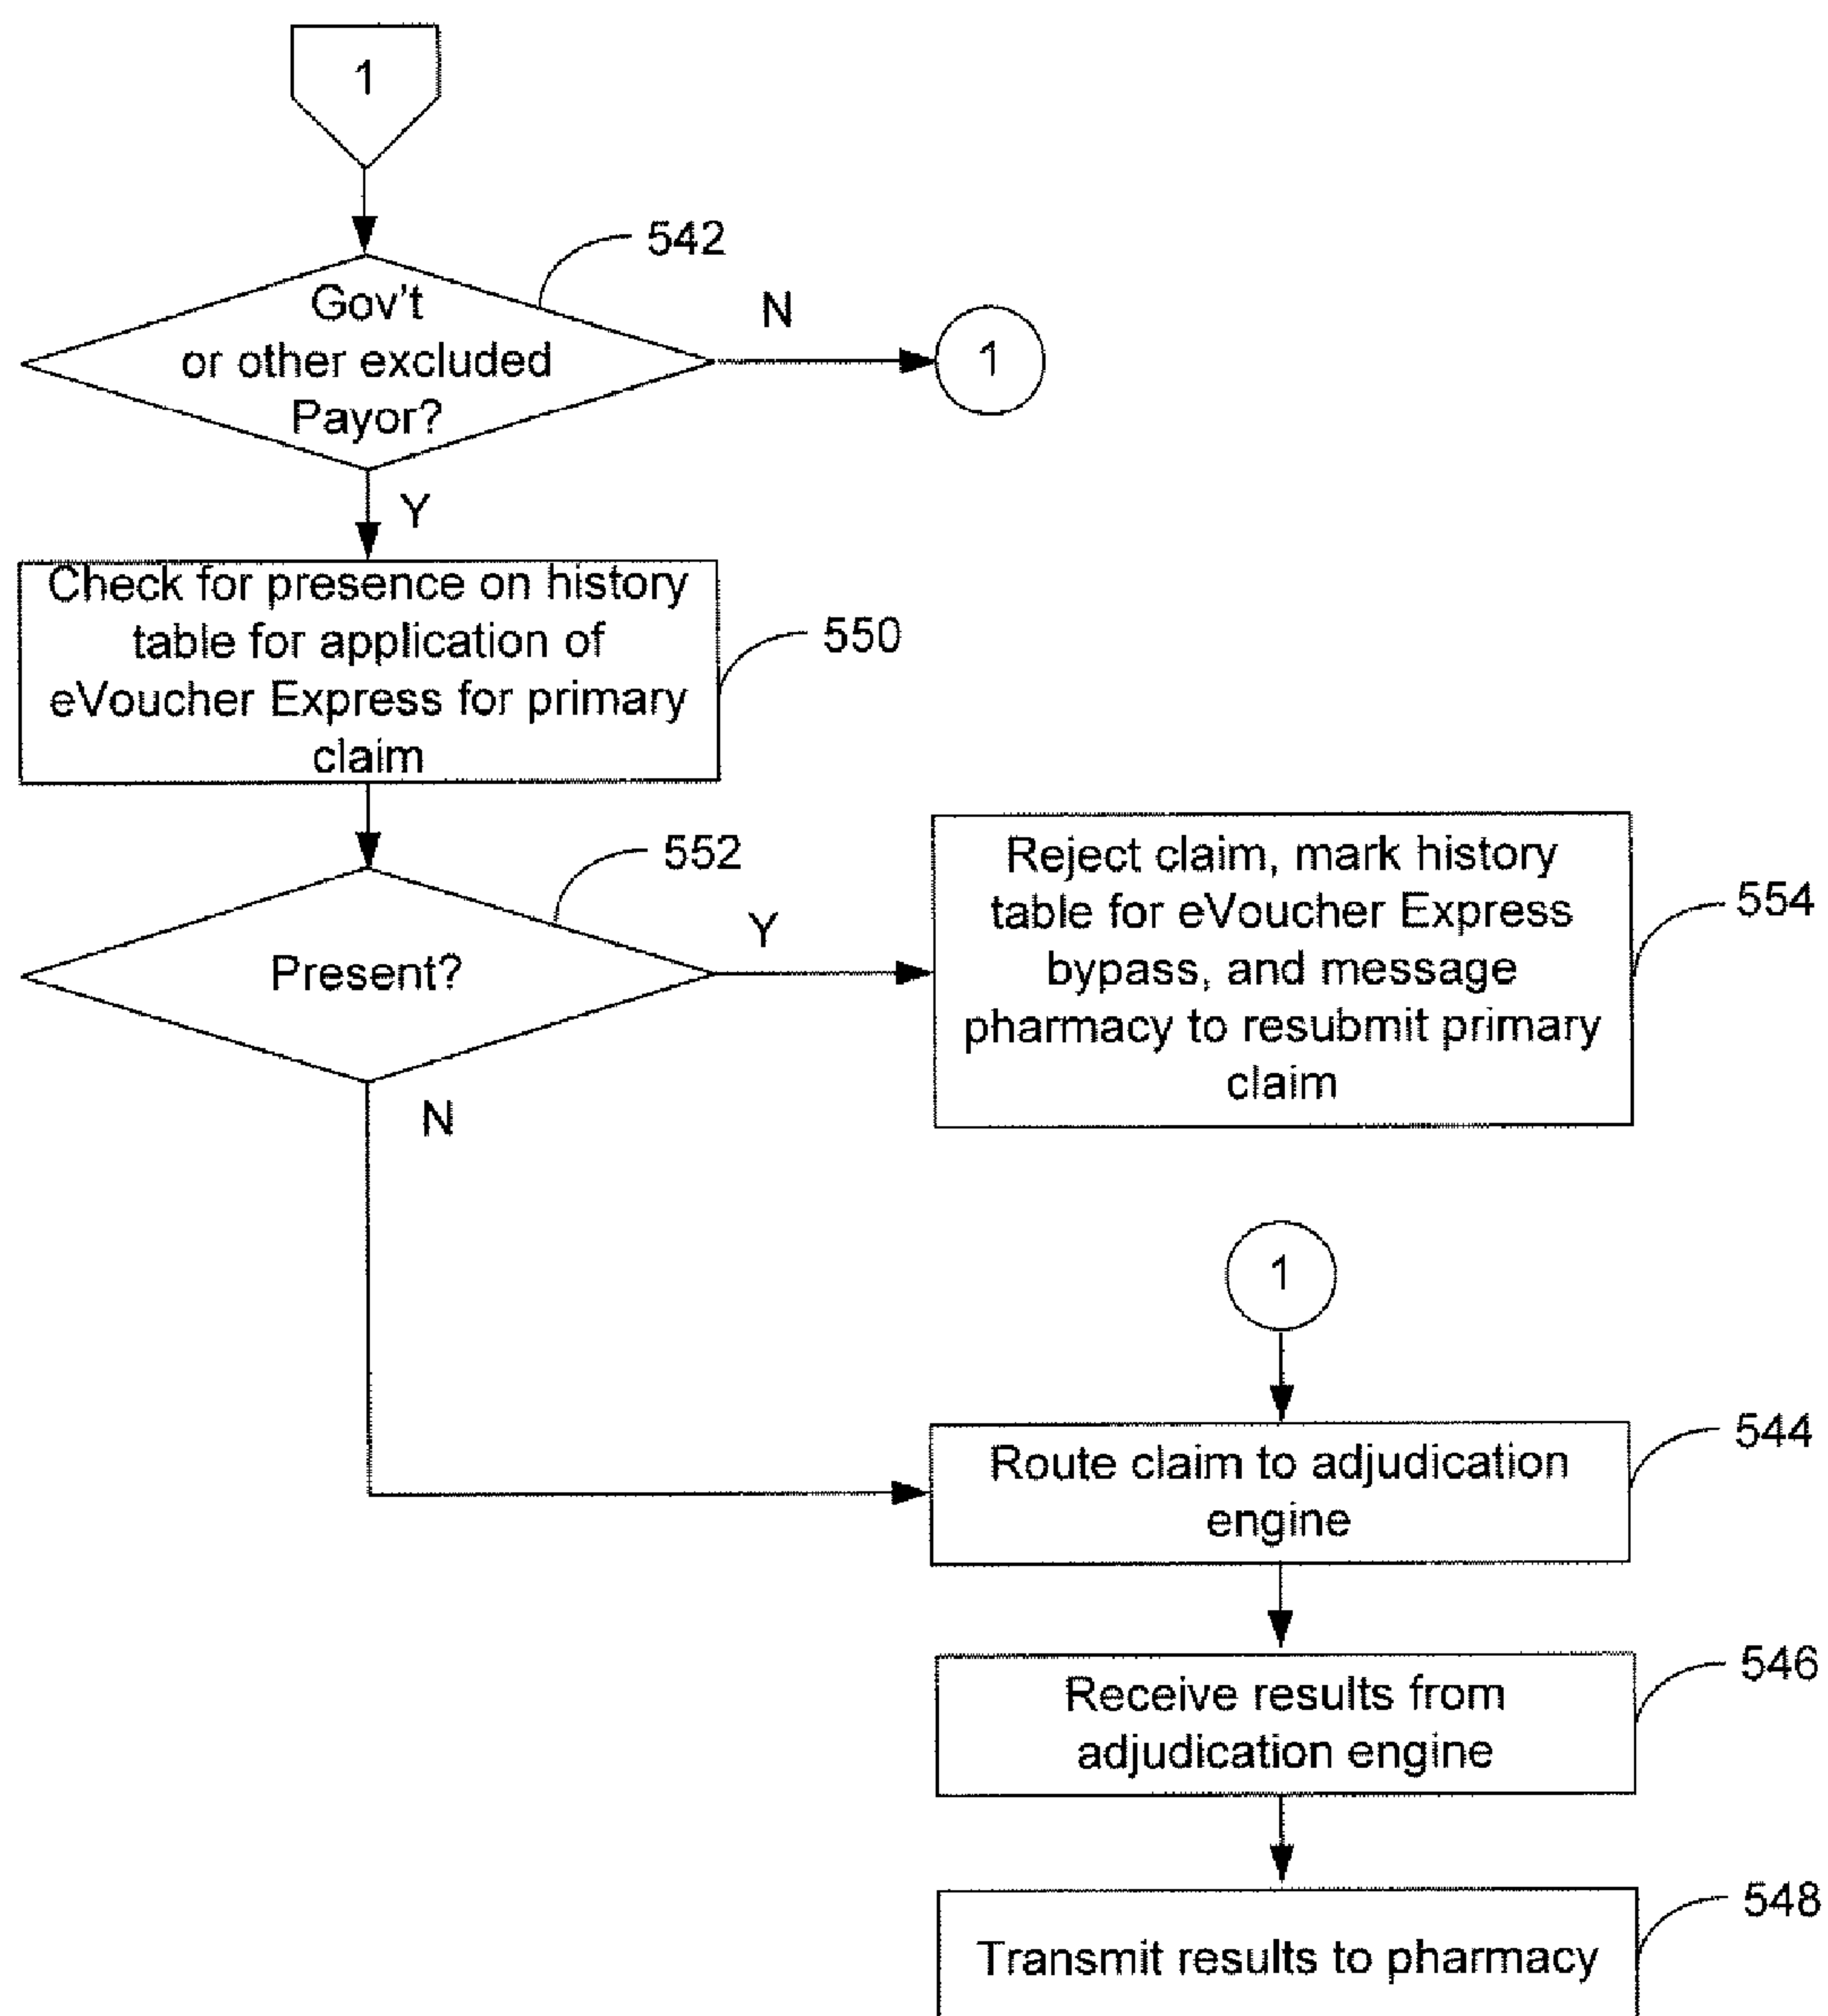 1
542
Gov't
or other excluded
Payor?
N
1
Y
Check for presence on history
table for application of
eVoucher Express for primary
claim
550
552
Present?
Y
Reject claim, mark history
table for eVoucher Express
bypass, and message
pharmacy to resubmit primary
claim
554
N
1
Route claim to adjudication
engine
544
Receive results from
adjudication engine
546
Transmit results to pharmacy
548